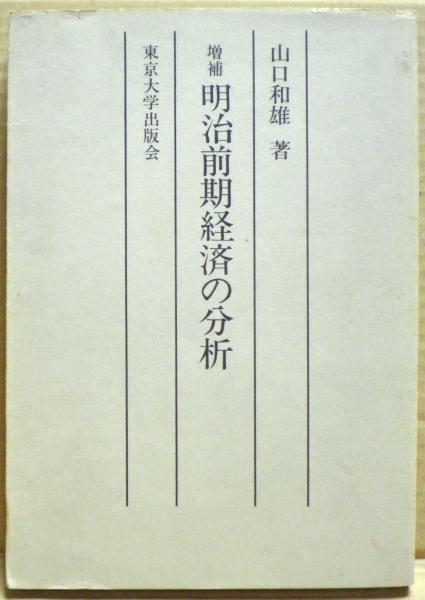 山口和雄 著
増補 明治前期経済の分析
東京大学出版会